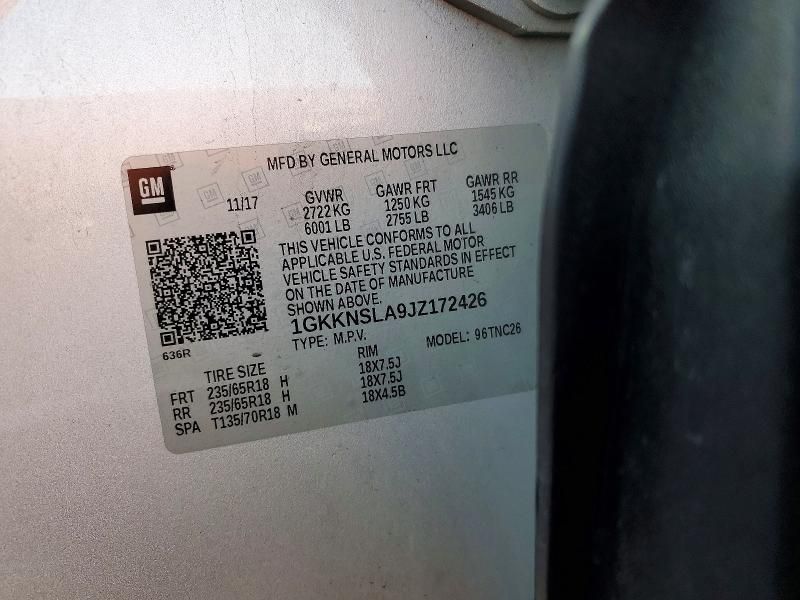 MFD BY GENERAL MOTORS LLC
GM
11/17
GVWR
2722 KG
6001 LB
GAWR FRT
1250 KG
2755 LB
GAWR RR
1545 KG
3406 LB
THIS VEHICLE CONFORMS TO ALL
APPLICABLE U.S. FEDERAL MOTOR
VEHICLE SAFETY STANDARDS IN EFFECT
ON THE DATE OF MANUFACTURE
SHOWN ABOVE.
1GKKNSLA9JZ172426
TYPE: M.P.V.
MODEL: 96TNC26
636R
TIRE SIZE
RIM
FRT 235/65R18 H 18X7.5J
RR 235/65R18 H 18X7.5J
SPA T135/70R18 M 18X4.5B